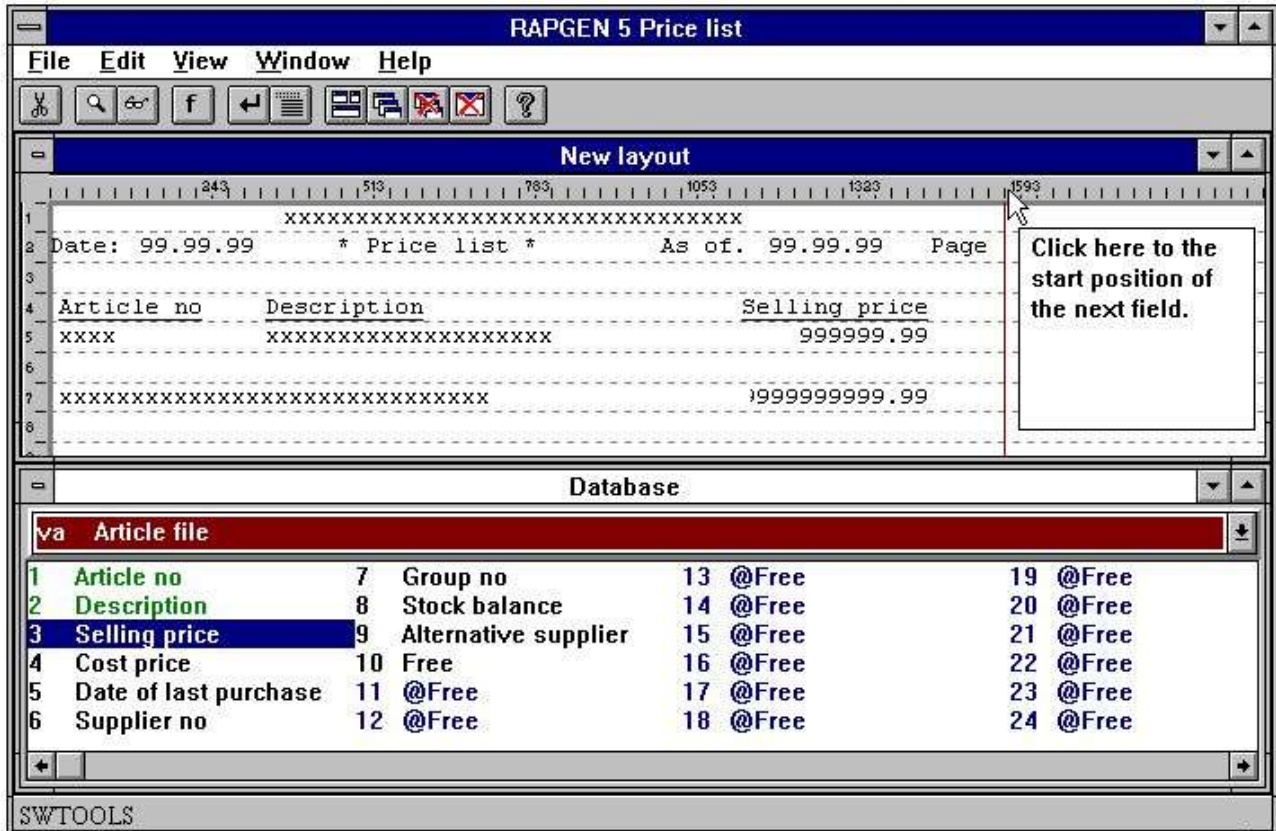 RAPGEN 5 Price list
File Edit View Window Help
f ?
New layout
243 513 783 1053 1323 1593
1 xxxxxxxxxxxxxxxxxxxxxxxxxxxxxxxx
2 Date: 99.99.99 * Price list * As of. 99.99.99 Page
3
4 Article no Description Selling price
5 xxxx xxxxxxxxxxxxxxxxxxxx 999999.99
6
7 xxxxxxxxxxxxxxxxxxxxxxxxxxxxxx 9999999999.99
8
Click here to the
start position of
the next field.
Database
va Article file
1 Article no 7 Group no 13 @Free 19 @Free
2 Description 8 Stock balance 14 @Free 20 @Free
3 Selling price 9 Alternative supplier 15 @Free 21 @Free
4 Cost price 10 Free 16 @Free 22 @Free
5 Date of last purchase 11 @Free 17 @Free 23 @Free
6 Supplier no 12 @Free 18 @Free 24 @Free
SWTOOLS